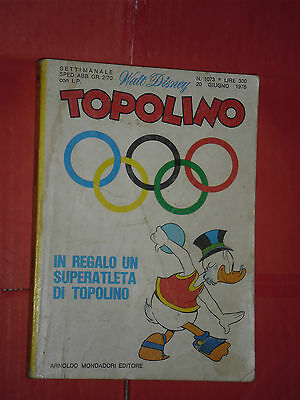 SETTIMANALE
SPED. ABB. GR. 2/70
con I.P.
Walt Disney
N. 1073 * LIRE 300
20 GIUGNO 1976
TOPOLINO
IN REGALO UN
SUPERATLETA
DI TOPOLINO
ARNOLDO MONDADORI EDITORE